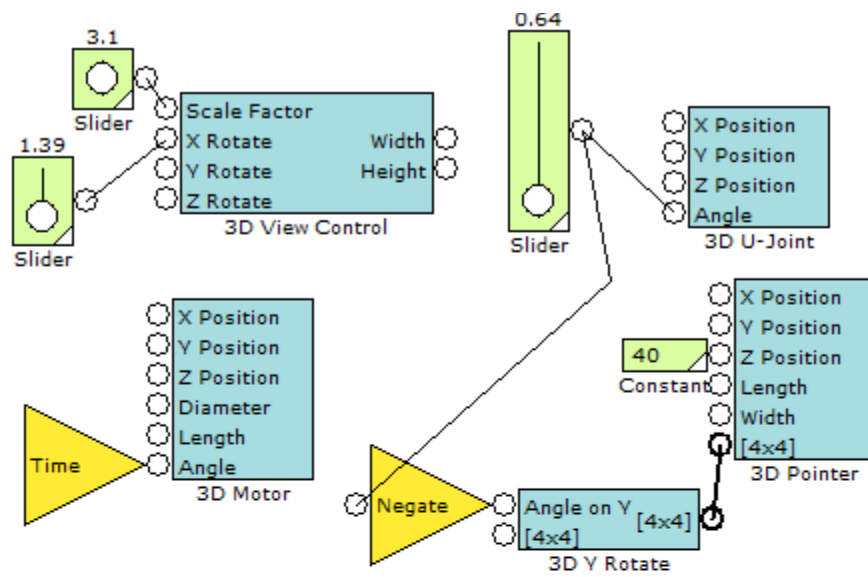 3.1
Slider
Scale Factor
X Rotate
Y Rotate
Z Rotate
Width
Height
3D View Control
1.39
Slider
0.64
Slider
X Position
Y Position
Z Position
Angle
3D U-Joint
X Position
Y Position
Z Position
Diameter
Length
Angle
3D Motor
Time
40
Constant
X Position
Y Position
Z Position
Length
Width
[4x4]
3D Pointer
Negate
Angle on Y
[4x4]
[4x4]
3D Y Rotate